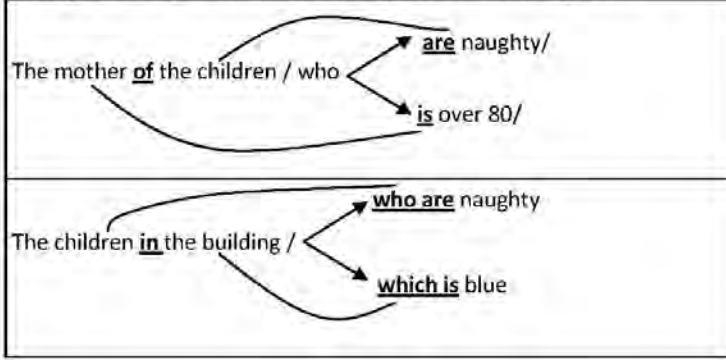 are naughty/
The mother of the children / who
is over 80/
who are naughty
The children in the building /
which is blue